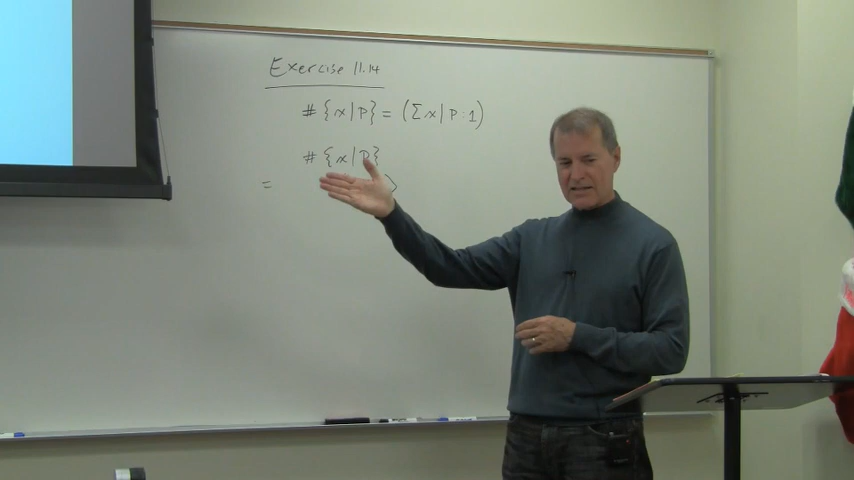 Exercise 11.14
# {x | P} = (Σx | P : 1)
# {x | P}
= ⟩